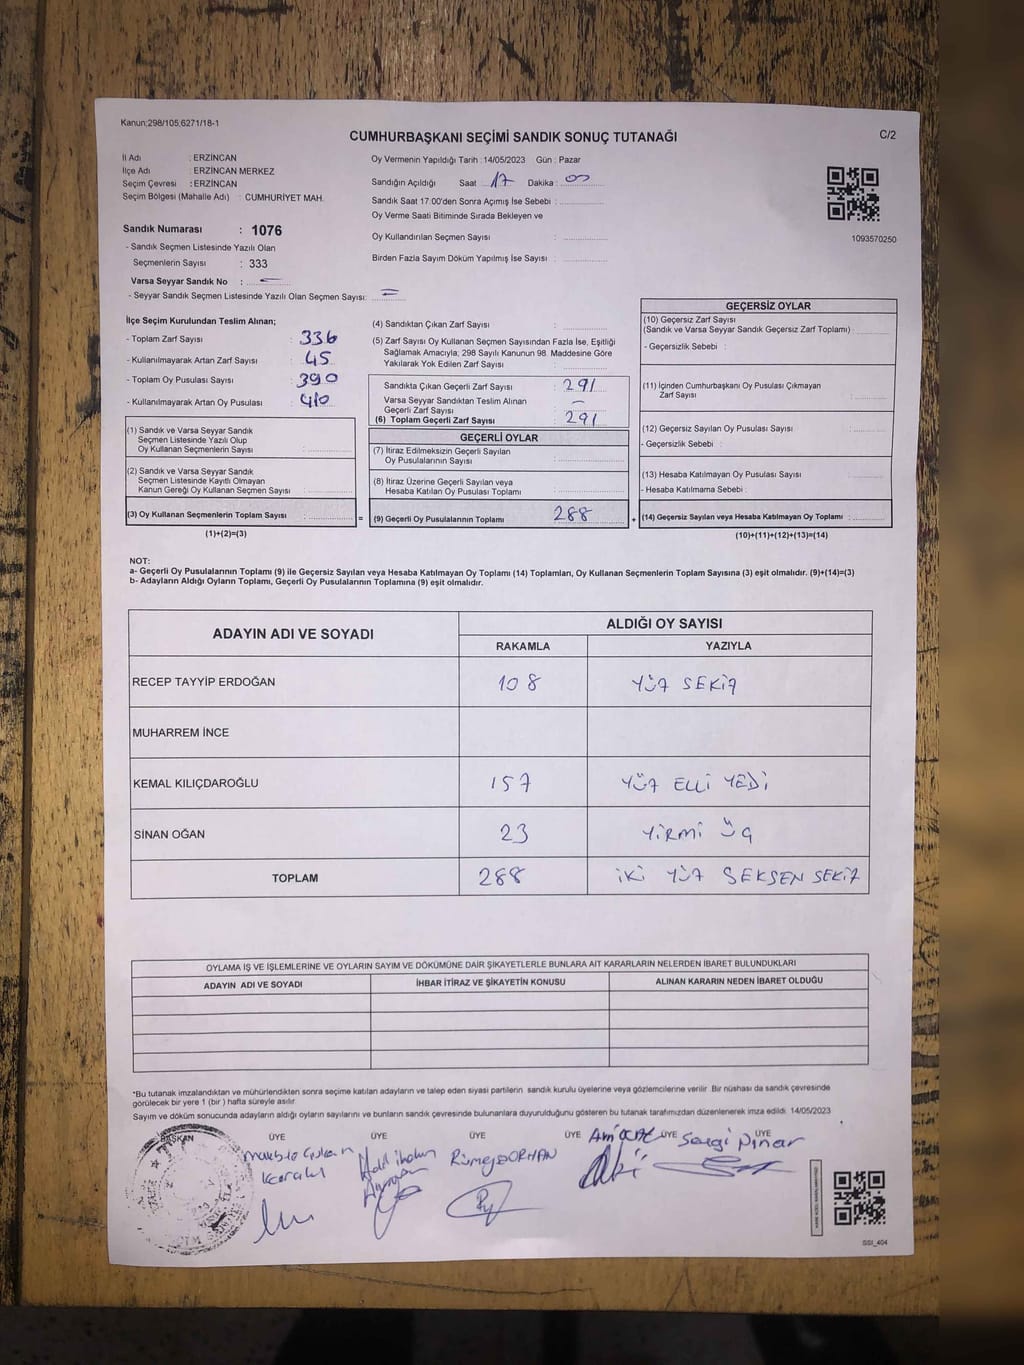 Kanun;298/105;6271/18-1
CUMHURBAŞKANI SEÇİMİ SANDIK SONUÇ TUTANAĞI
C/2
İl Adı : ERZİNCAN
İlçe Adı : ERZİNCAN MERKEZ
Seçim Çevresi : ERZİNCAN
Seçim Bölgesi (Mahalle Adı) : CUMHURİYET MAH.
Sandık Numarası : 1076
- Sandık Seçmen Listesinde Yazılı Olan
Seçmenlerin Sayısı : 333
Varsa Seyyar Sandık No : –
- Seyyar Sandık Seçmen Listesinde Yazılı Olan Seçmen Sayısı: =
Oy Vermenin Yapıldığı Tarih : 14/05/2023 Gün : Pazar
Sandığın Açıldığı Saat 17 Dakika : 00
Sandık Saat 17:00'den Sonra Açımış İse Sebebi :
Oy Verme Saati Bitiminde Sırada Bekleyen ve
Oy Kullandırılan Seçmen Sayısı :
Birden Fazla Sayım Döküm Yapılmış İse Sayısı :
1093570250
İlçe Seçim Kurulundan Teslim Alınan;
- Toplam Zarf Sayısı : 336
- Kullanılmayarak Artan Zarf Sayısı : 45
- Toplam Oy Pusulası Sayısı : 390
- Kullanılmayarak Artan Oy Pusulası : 410
(1) Sandık ve Varsa Seyyar Sandık
Seçmen Listesinde Yazılı Olup
Oy Kullanan Seçmenlerin Sayısı :
(2) Sandık ve Varsa Seyyar Sandık
Seçmen Listesinde Kayıtlı Olmayan
Kanun Gereği Oy Kullanan Seçmen Sayısı :
(3) Oy Kullanan Seçmenlerin Toplam Sayısı :
(1)+(2)=(3)
=
(4) Sandıktan Çıkan Zarf Sayısı :
(5) Zarf Sayısı Oy Kullanan Seçmen Sayısından Fazla İse, Eşitliği
Sağlamak Amacıyla; 298 Sayılı Kanunun 98. Maddesine Göre
Yakılarak Yok Edilen Zarf Sayısı :
Sandıkta Çıkan Geçerli Zarf Sayısı : 291
Varsa Seyyar Sandıktan Teslim Alınan
Geçerli Zarf Sayısı : –
(6) Toplam Geçerli Zarf Sayısı : 291
GEÇERLİ OYLAR
(7) İtiraz Edilmeksizin Geçerli Sayılan
Oy Pusulalarının Sayısı :
(8) İtiraz Üzerine Geçerli Sayılan veya
Hesaba Katılan Oy Pusulası Toplamı :
(9) Geçerli Oy Pusulalarının Toplamı 288
+
GEÇERSİZ OYLAR
(10) Geçersiz Zarf Sayısı
(Sandık ve Varsa Seyyar Sandık Geçersiz Zarf Toplamı) :
- Geçersizlik Sebebi :
(11) İçinden Cumhurbaşkanı Oy Pusulası Çıkmayan
Zarf Sayısı :
(12) Geçersiz Sayılan Oy Pusulası Sayısı :
- Geçersizlik Sebebi :
(13) Hesaba Katılmayan Oy Pusulası Sayısı :
- Hesaba Katılmama Sebebi :
(14) Geçersiz Sayılan veya Hesaba Katılmayan Oy Toplamı :
(10)+(11)+(12)+(13)=(14)
NOT:
a- Geçerli Oy Pusulalarının Toplamı (9) ile Geçersiz Sayılan veya Hesaba Katılmayan Oy Toplamı (14) Toplamları, Oy Kullanan Seçmenlerin Toplam Sayısına (3) eşit olmalıdır. (9)+(14)=(3)
b- Adayların Aldığı Oyların Toplamı, Geçerli Oy Pusulalarının Toplamına (9) eşit olmalıdır.
ADAYIN ADI VE SOYADI
ALDIĞI OY SAYISI
RAKAMLA YAZIYLA
RECEP TAYYİP ERDOĞAN 108 YÜZ SEKİZ
MUHARREM İNCE
KEMAL KILIÇDAROĞLU 157 YÜZ ELLİ YEDİ
SİNAN OĞAN 23 YİRMİ ÜÇ
TOPLAM 288 İKİ YÜZ SEKSEN SEKİZ
OYLAMA İŞ VE İŞLEMLERİNE VE OYLARIN SAYIM VE DÖKÜMÜNE DAİR ŞİKAYETLERLE BUNLARA AİT KARARLARIN NELERDEN İBARET BULUNDUKLARI
ADAYIN ADI VE SOYADI İHBAR İTİRAZ VE ŞİKAYETİN KONUSU ALINAN KARARIN NEDEN İBARET OLDUĞU
*Bu tutanak imzalandıktan ve mühürlendikten sonra seçime katılan adayların ve talep eden siyasi partilerin sandık kurulu üyelerine veya gözlemcilerine verilir. Bir nüshası da sandık çevresinde
görülecek bir yere 1 (bir) hafta süreyle asılır.
Sayım ve döküm sonucunda adayların aldığı oyların sayılarını ve bunların sandık çevresinde bulunanlara duyurulduğunu gösteren bu tutanak tarafımızdan düzenlenerek imza edildi. 14/05/2023
BAŞKAN ÜYE ÜYE ÜYE ÜYE ÜYE ÜYE
Sevgi Pınar
SSI_404